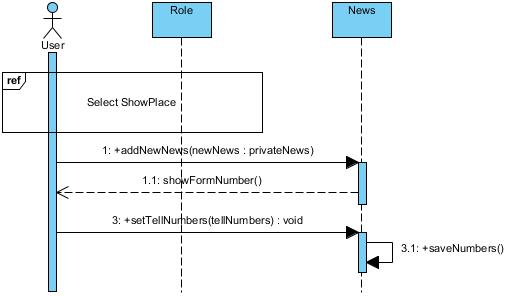 Role
News
User
ref
Select ShowPlace
1: +addNewNews(newNews : privateNews)
1.1: showFormNumber()
3: +setTellNumbers(tellNumbers) : void
3.1: +saveNumbers()